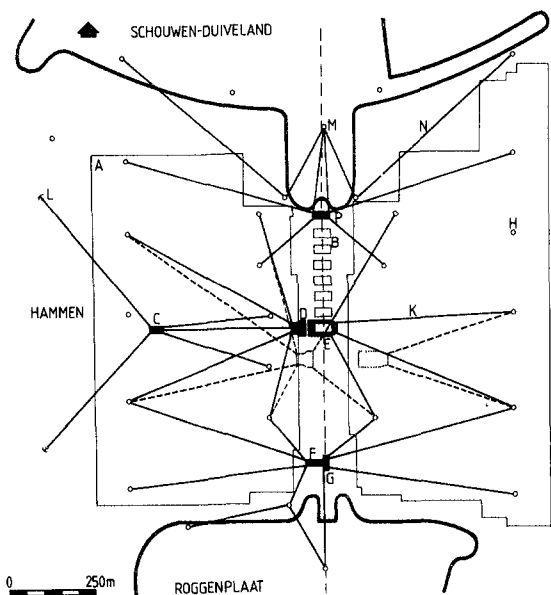 SCHOUWEN-DUIVELAND
M
N
A
L
P
B
H
HAMMEN
C
D
K
E
F
G
0 250m
ROGGENPLAAT